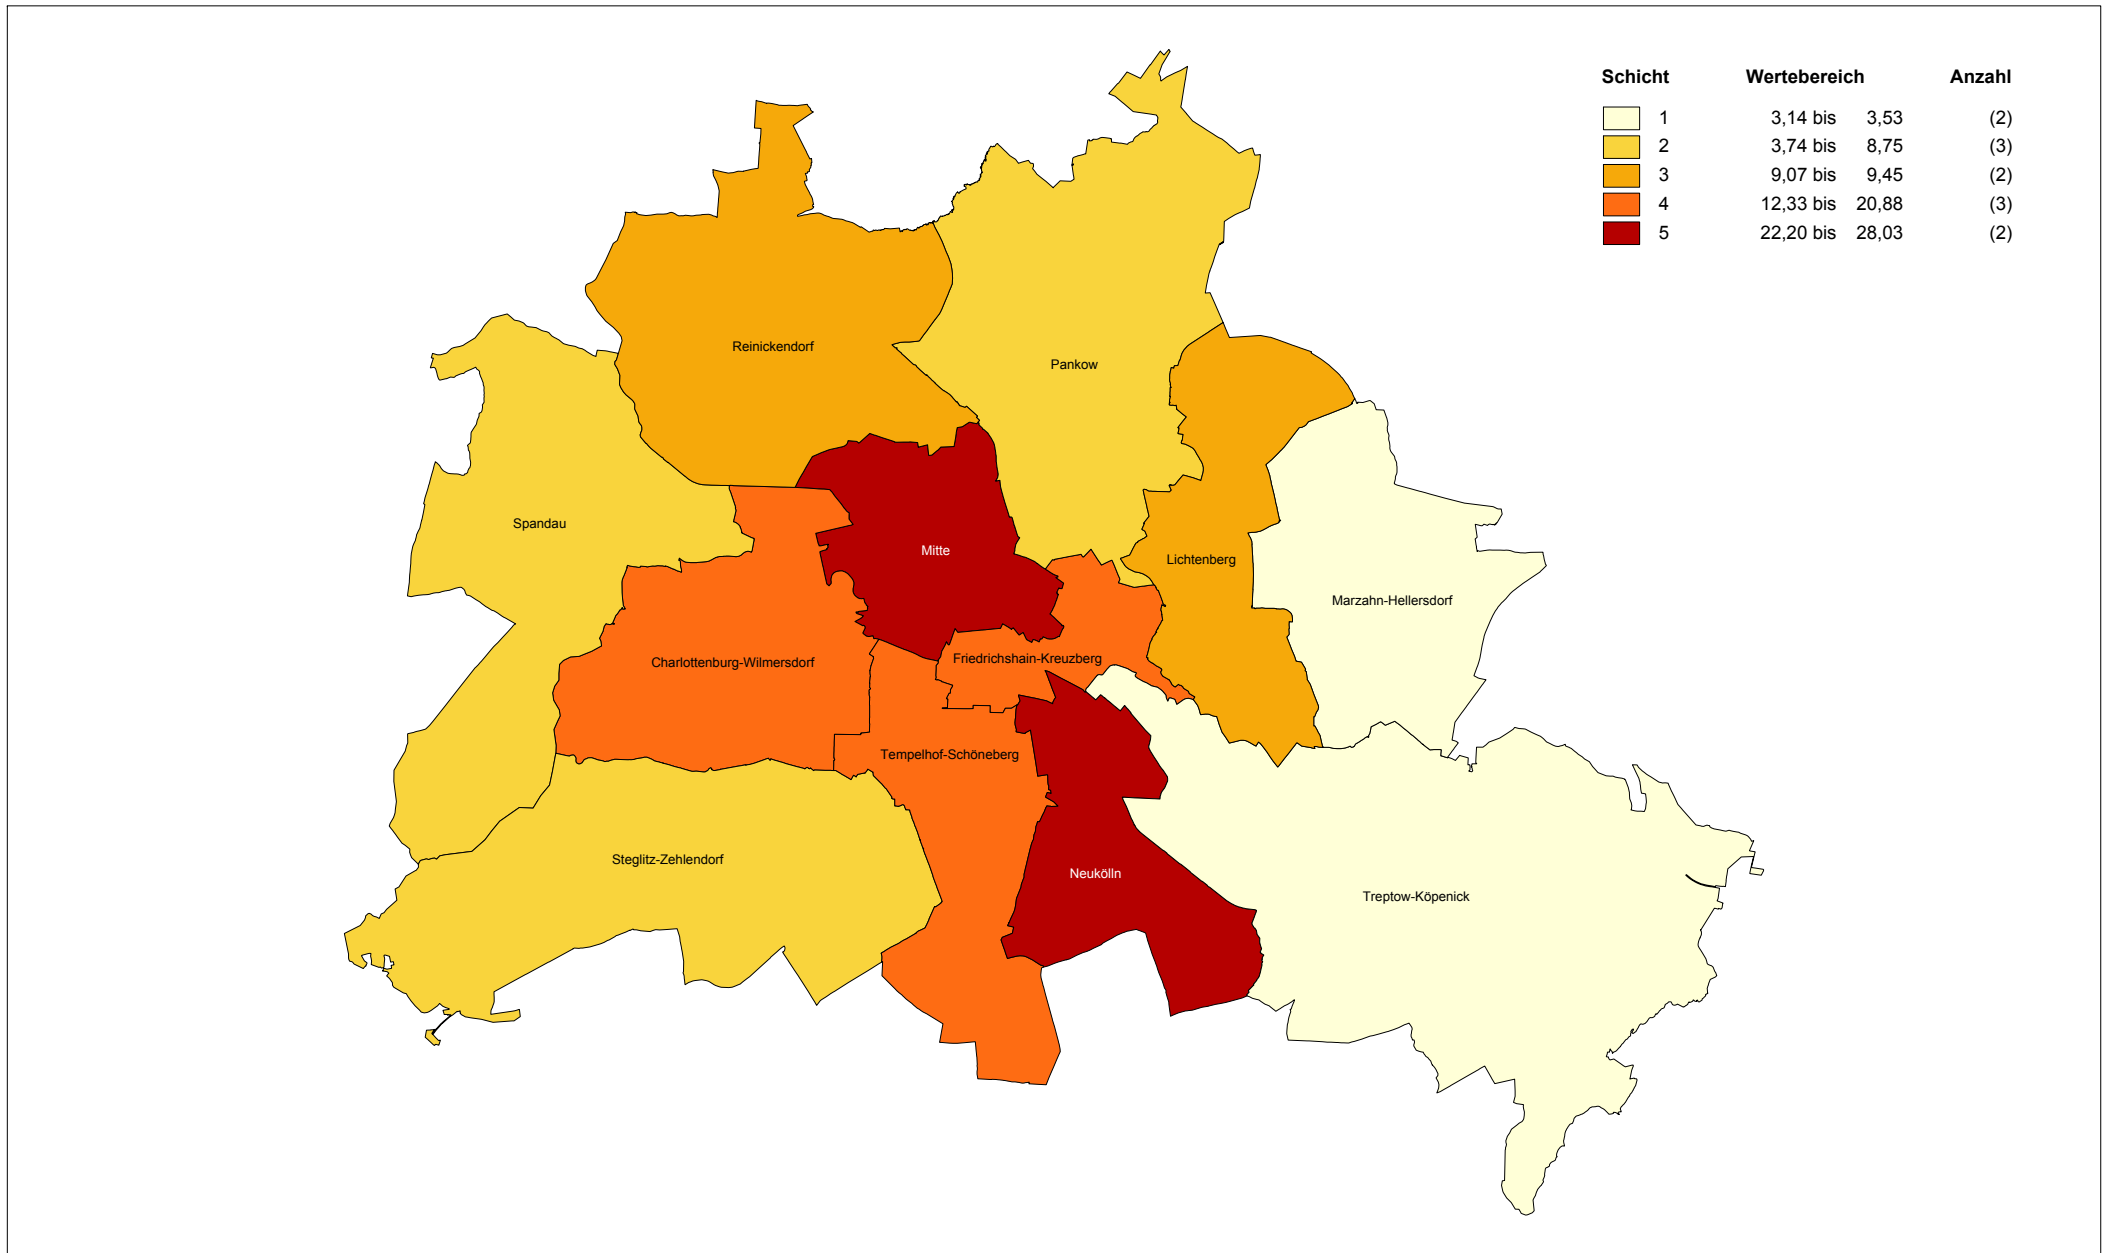 Schicht Wertebereich Anzahl
1 3,14 bis 3,53 (2)
2 3,74 bis 8,75 (3)
3 9,07 bis 9,45 (2)
4 12,33 bis 20,88 (3)
5 22,20 bis 28,03 (2)
Reinickendorf
Pankow
Spandau
Mitte
Lichtenberg
Marzahn-Hellersdorf
Charlottenburg-Wilmersdorf
Friedrichshain-Kreuzberg
Tempelhof-Schöneberg
Steglitz-Zehlendorf
Neukölln
Treptow-Köpenick